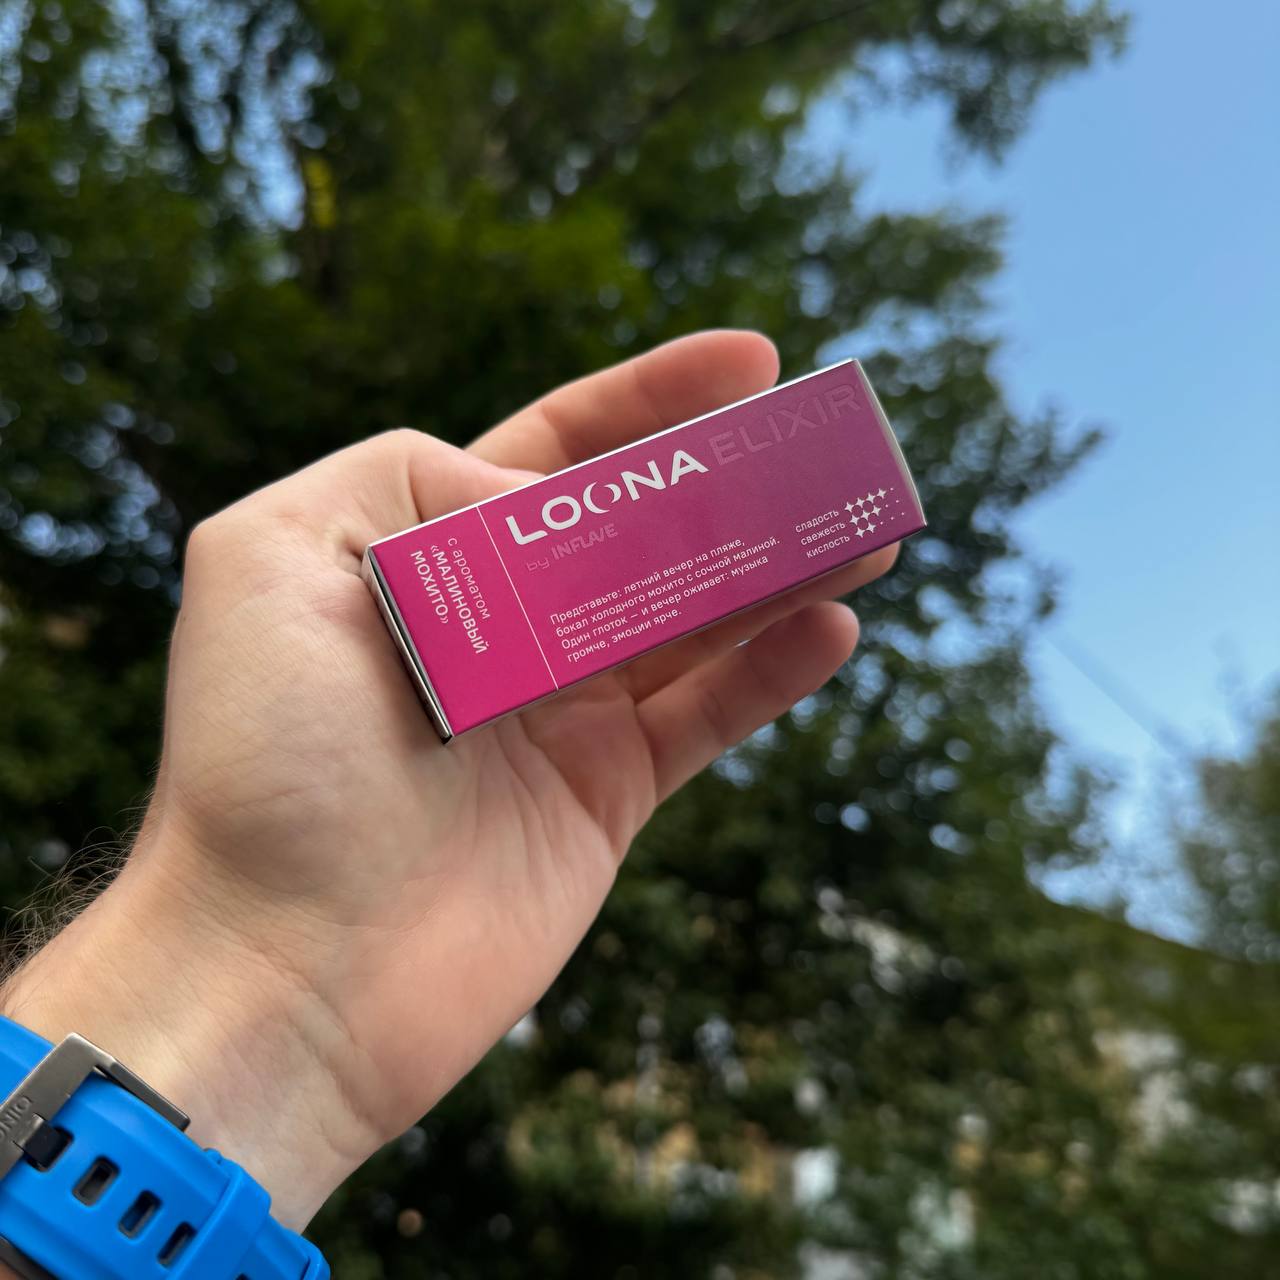 с ароматом
«МАЛИНОВЫЙ
МОХИТО»
LOONA ELIXIR
by INFLAVE
Представьте: летний вечер на пляже,
бокал холодного мохито с сочной малиной.
Один глоток — и вечер оживает: музыка
громче, эмоции ярче.
сладость
свежесть
кислость